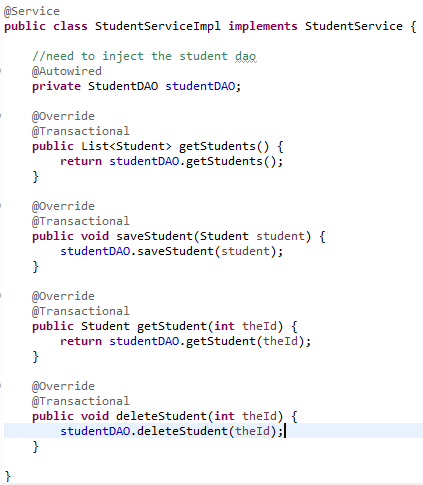 @Service
public class StudentServiceImpl implements StudentService {
//need to inject the student dao
@Autowired
private StudentDAO studentDAO;
@Override
@Transactional
public List<Student> getStudents() {
return studentDAO.getStudents();
}
@Override
@Transactional
public void saveStudent(Student student) {
studentDAO.saveStudent(student);
}
@Override
@Transactional
public Student getStudent(int theId) {
return studentDAO.getStudent(theId);
}
@Override
@Transactional
public void deleteStudent(int theId) {
studentDAO.deleteStudent(theId);
}
}